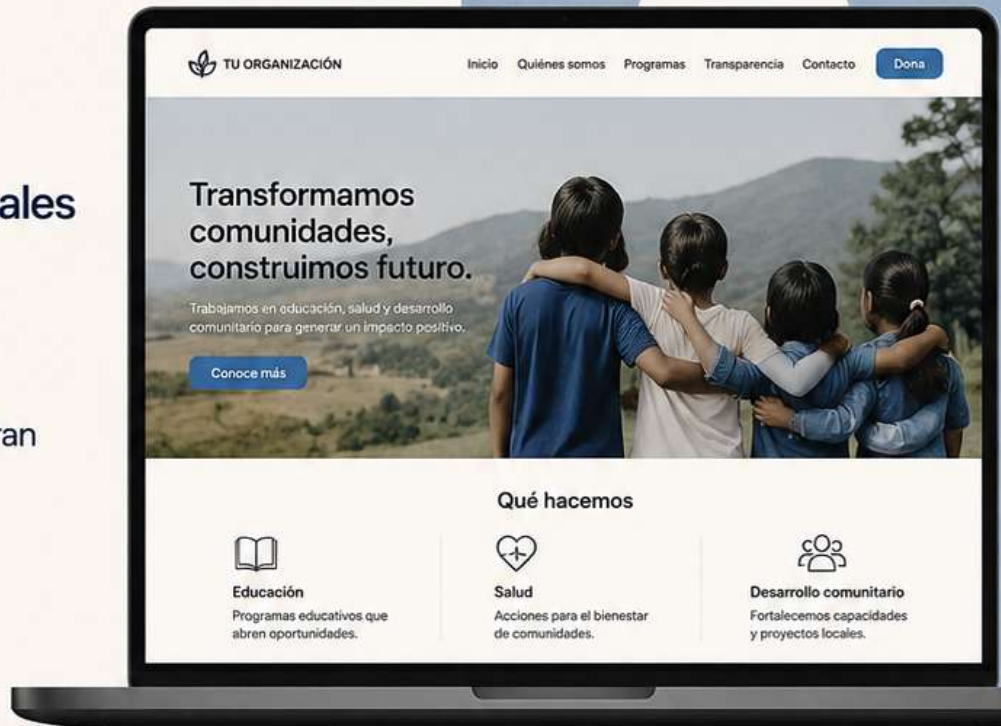 ales
ran
TU ORGANIZACIÓN
Inicio Quiénes somos Programas Transparencia Contacto Dona
Transformamos
comunidades,
construimos futuro.
Trabajamos en educación, salud y desarrollo
comunitario para generar un impacto positivo.
Conoce más
Qué hacemos
Educación
Programas educativos que
abren oportunidades.
Salud
Acciones para el bienestar
de comunidades.
Desarrollo comunitario
Fortalecemos capacidades
y proyectos locales.